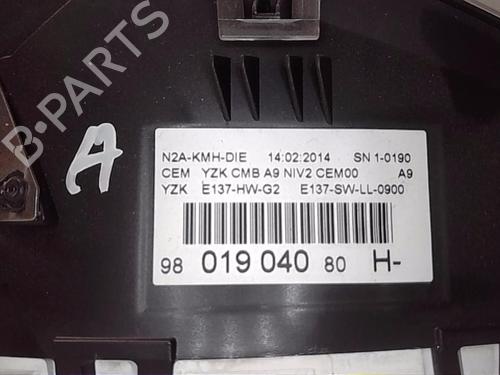 B-PARTS
A
N2A-KMH-DIE 14.02.2014 SN 1-0190
CEM YZK CMB A9 NIV2 CEM00 A9
YZK E137-HW-G2 E137-SW-LL-0900
98 019 040 80 H-